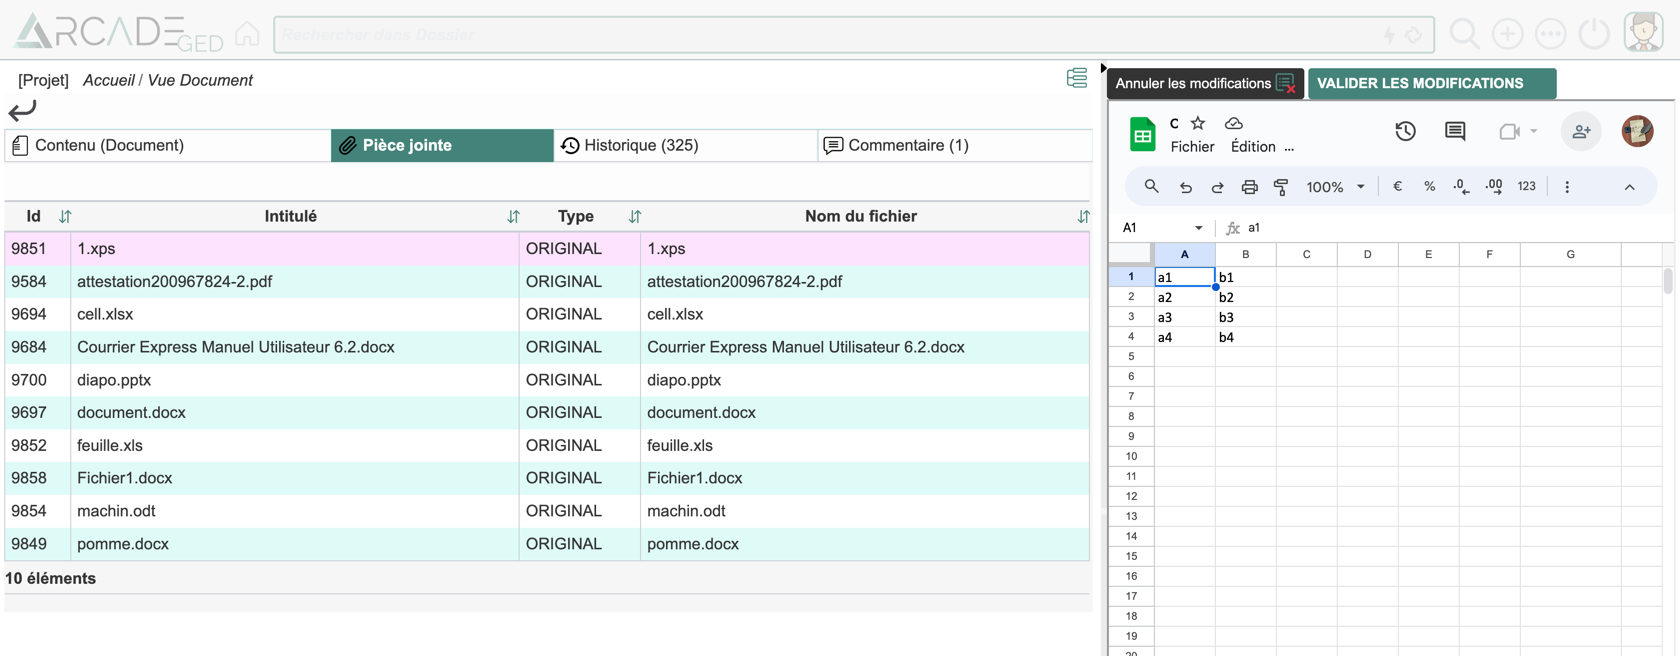 ARCADE GED
Rechercher dans Dossier
[Projet] Accueil / Vue Document
Contenu (Document)
Pièce jointe
Historique (325)
Commentaire (1)
Id Intitulé Type Nom du fichier
9851 1.xps ORIGINAL 1.xps
9584 attestation200967824-2.pdf ORIGINAL attestation200967824-2.pdf
9694 cell.xlsx ORIGINAL cell.xlsx
9684 Courrier Express Manuel Utilisateur 6.2.docx ORIGINAL Courrier Express Manuel Utilisateur 6.2.docx
9700 diapo.pptx ORIGINAL diapo.pptx
9697 document.docx ORIGINAL document.docx
9852 feuille.xls ORIGINAL feuille.xls
9858 Fichier1.docx ORIGINAL Fichier1.docx
9854 machin.odt ORIGINAL machin.odt
9849 pomme.docx ORIGINAL pomme.docx
10 éléments
Annuler les modifications
VALIDER LES MODIFICATIONS
C
Fichier Édition ...
100% € % .0 .00 123
A1 fx a1
A B C D E F G
1 a1 b1
2 a2 b2
3 a3 b3
4 a4 b4
5
6
7
8
9
10
11
12
13
14
15
16
17
18
19
20